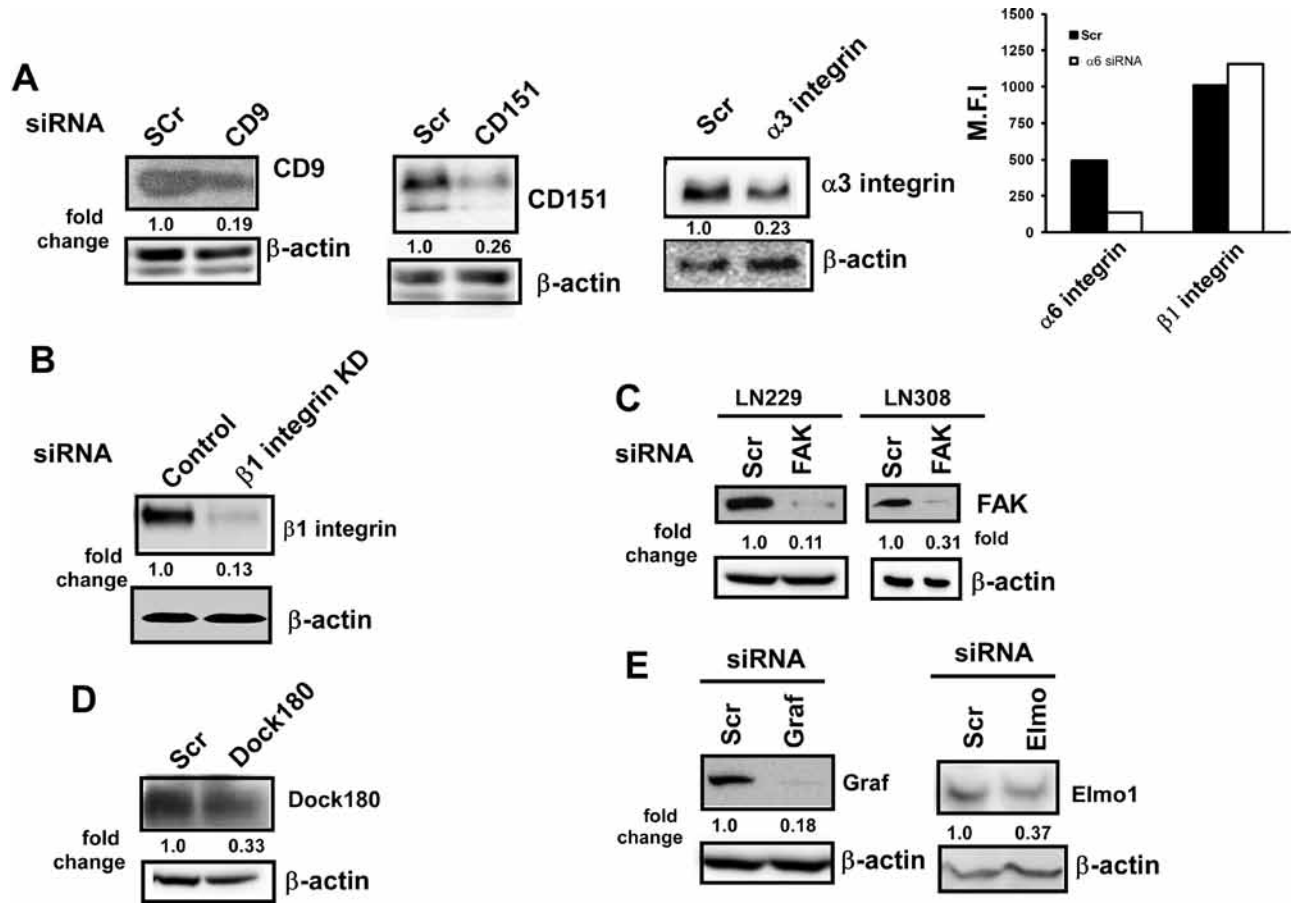 A
siRNA
SCr CD9
CD9
fold change
1.0 0.19
β-actin
Scr CD151
CD151
1.0 0.26
β-actin
Scr α3 integrin
α3 integrin
1.0 0.23
β-actin
1500
1250
1000
750
500
250
0
M.F.I
Scr
α6 siRNA
α6 integrin
β1 integrin
B
siRNA
Control β1 integrin KD
β1 integrin
fold change
1.0 0.13
β-actin
C
LN229 LN308
siRNA
Scr FAK Scr FAK
FAK
fold change
1.0 0.11 1.0 0.31 fold
β-actin
D
Scr Dock180
Dock180
fold change
1.0 0.33
β-actin
E
siRNA
Scr Graf
Graf
fold change
1.0 0.18
β-actin
siRNA
Scr Elmo
Elmo1
1.0 0.37
β-actin